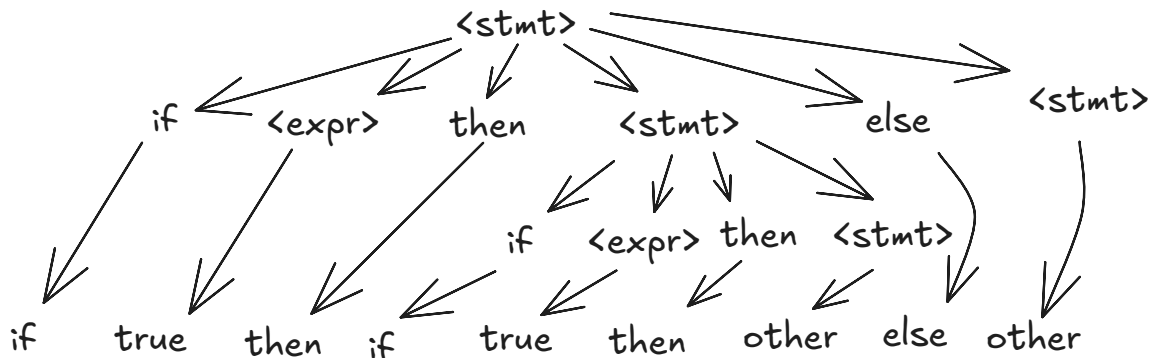 <stmt>
if <expr> then <stmt> else <stmt>
if <expr> then <stmt>
if true then if true then other else other